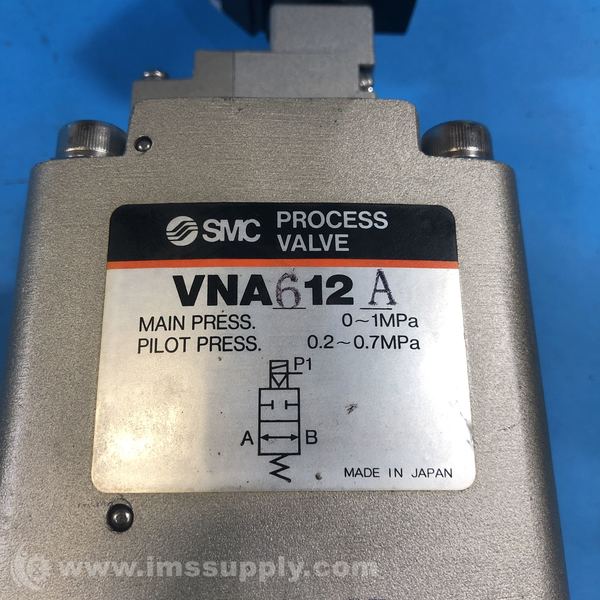 SMC PROCESS VALVE
VNA612 A
MAIN PRESS. 0~1MPa
PILOT PRESS. 0.2~0.7MPa
P1
A B
MADE IN JAPAN
© www.imssupply.com